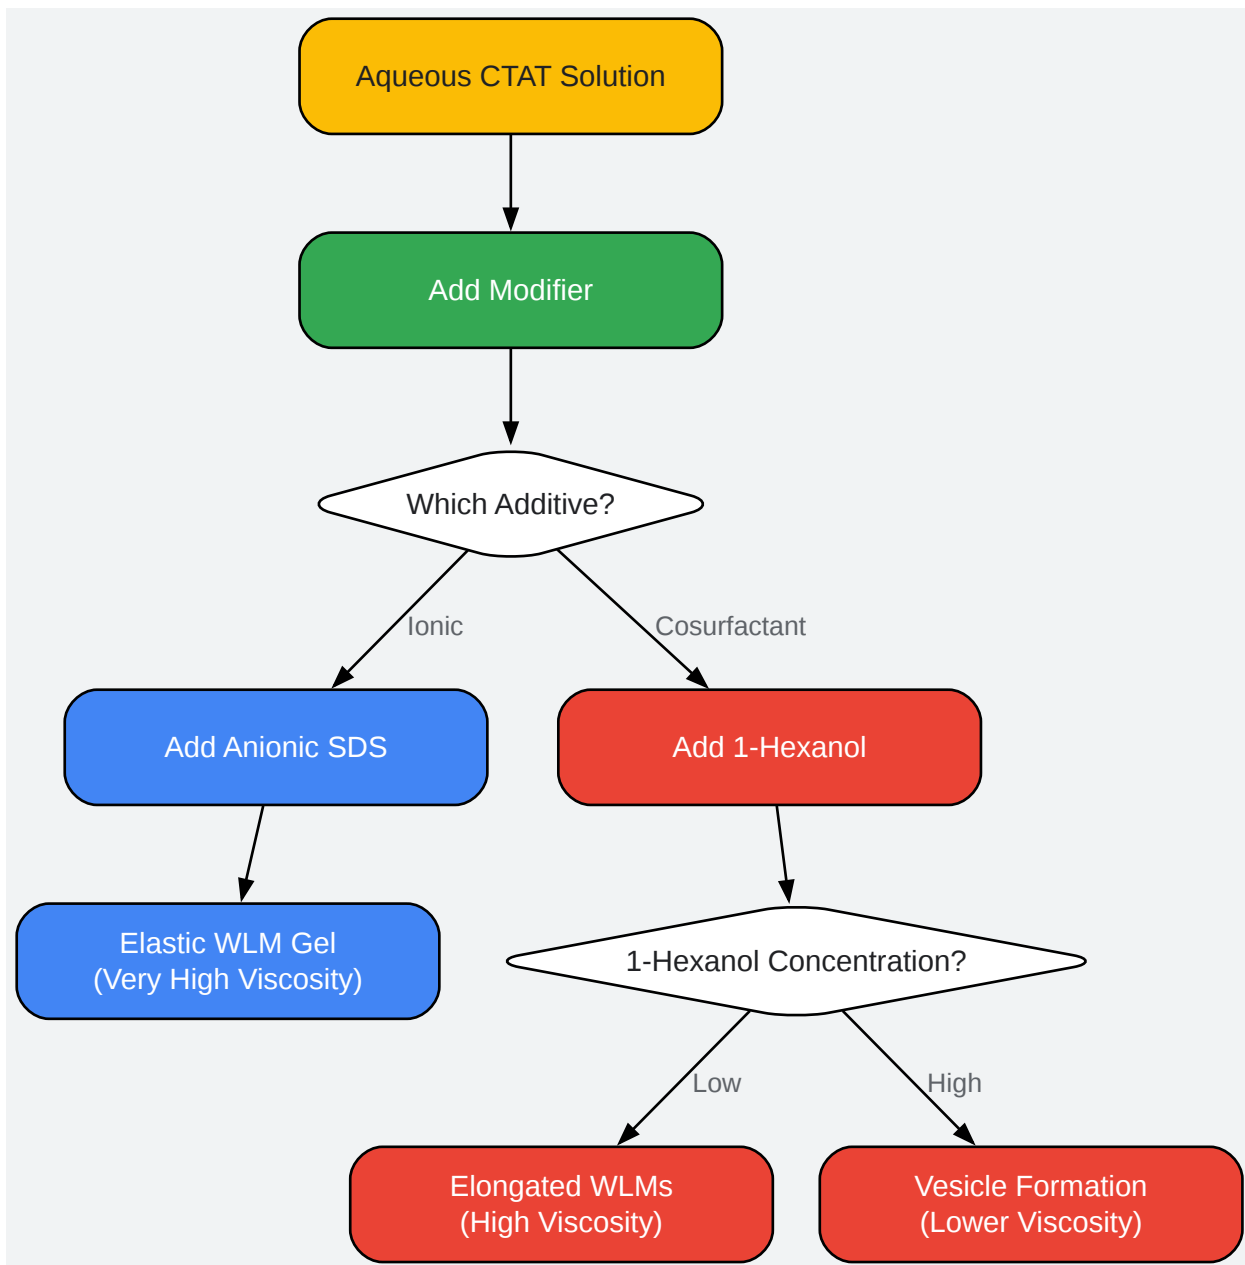 Aqueous CTAT Solution
Add Modifier
Which Additive?
Ionic
Cosurfactant
Add Anionic SDS
Add 1-Hexanol
Elastic WLM Gel
(Very High Viscosity)
1-Hexanol Concentration?
Low
High
Elongated WLMs
(High Viscosity)
Vesicle Formation
(Lower Viscosity)